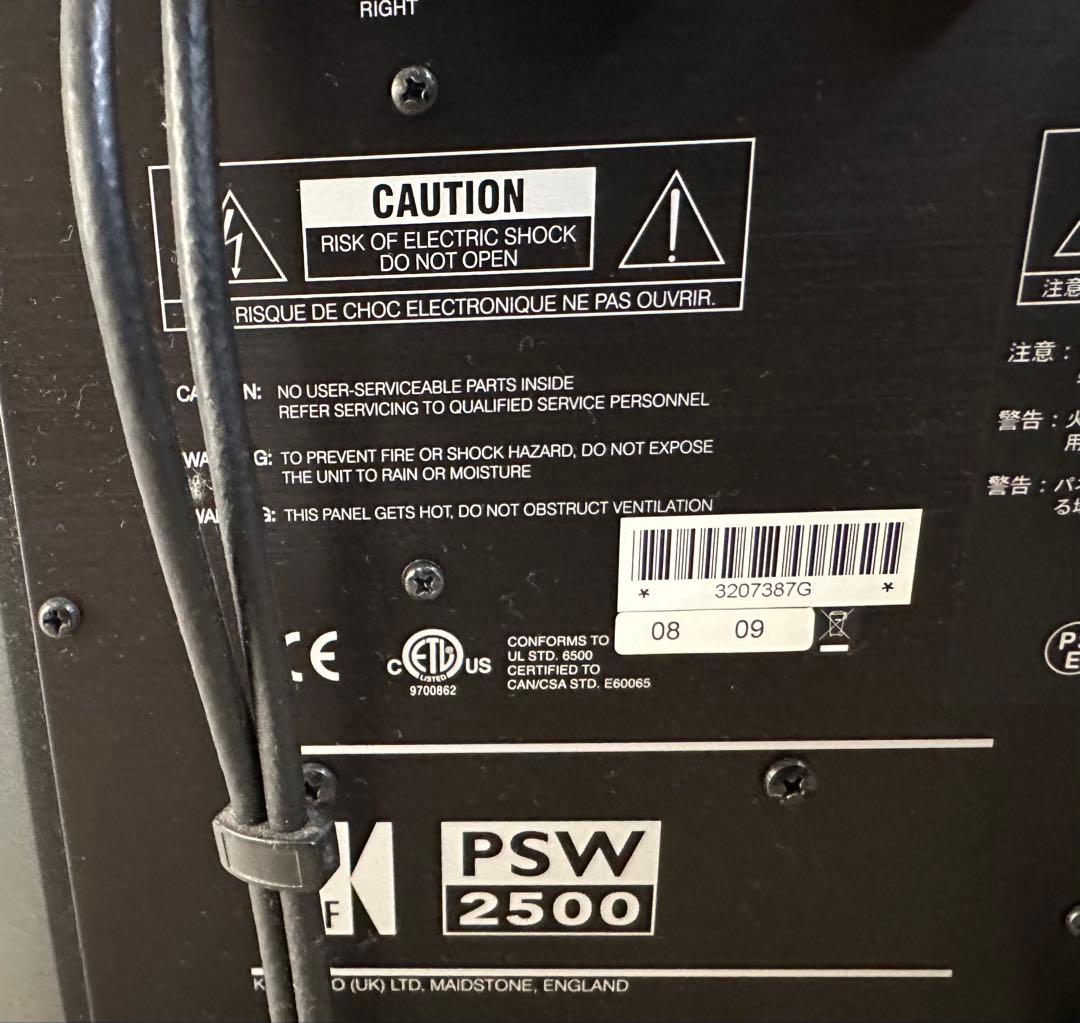 RIGHT
CAUTION
RISK OF ELECTRIC SHOCK
DO NOT OPEN
RISQUE DE CHOC ELECTRONIQUE NE PAS OUVRIR.
NO USER-SERVICEABLE PARTS INSIDE
REFER SERVICING TO QUALIFIED SERVICE PERSONNEL
TO PREVENT FIRE OR SHOCK HAZARD, DO NOT EXPOSE
THE UNIT TO RAIN OR MOISTURE
THIS PANEL GETS HOT, DO NOT OBSTRUCT VENTILATION
* 3207387G *
08 09
CE
c ETL US
LISTED
9700862
CONFORMS TO
UL STD. 6500
CERTIFIED TO
CAN/CSA STD. E60065
PSW
2500
(UK) LTD, MAIDSTONE, ENGLAND
注意
注意：
警告：
用
警告：